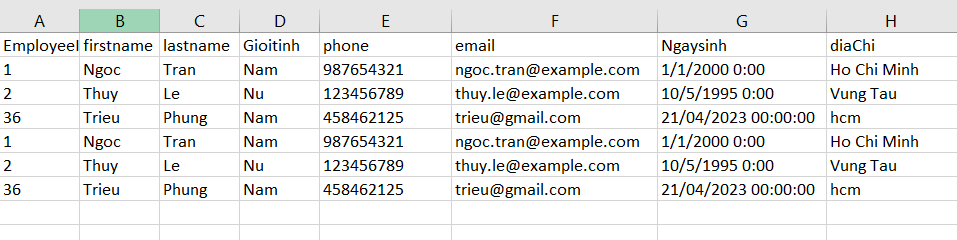 A B C D E F G H
EmployeeI firstname lastname Gioitinh phone email Ngaysinh diaChi
1 Ngoc Tran Nam 987654321 ngoc.tran@example.com 1/1/2000 0:00 Ho Chi Minh
2 Thuy Le Nu 123456789 thuy.le@example.com 10/5/1995 0:00 Vung Tau
36 Trieu Phung Nam 458462125 trieu@gmail.com 21/04/2023 00:00:00 hcm
1 Ngoc Tran Nam 987654321 ngoc.tran@example.com 1/1/2000 0:00 Ho Chi Minh
2 Thuy Le Nu 123456789 thuy.le@example.com 10/5/1995 0:00 Vung Tau
36 Trieu Phung Nam 458462125 trieu@gmail.com 21/04/2023 00:00:00 hcm